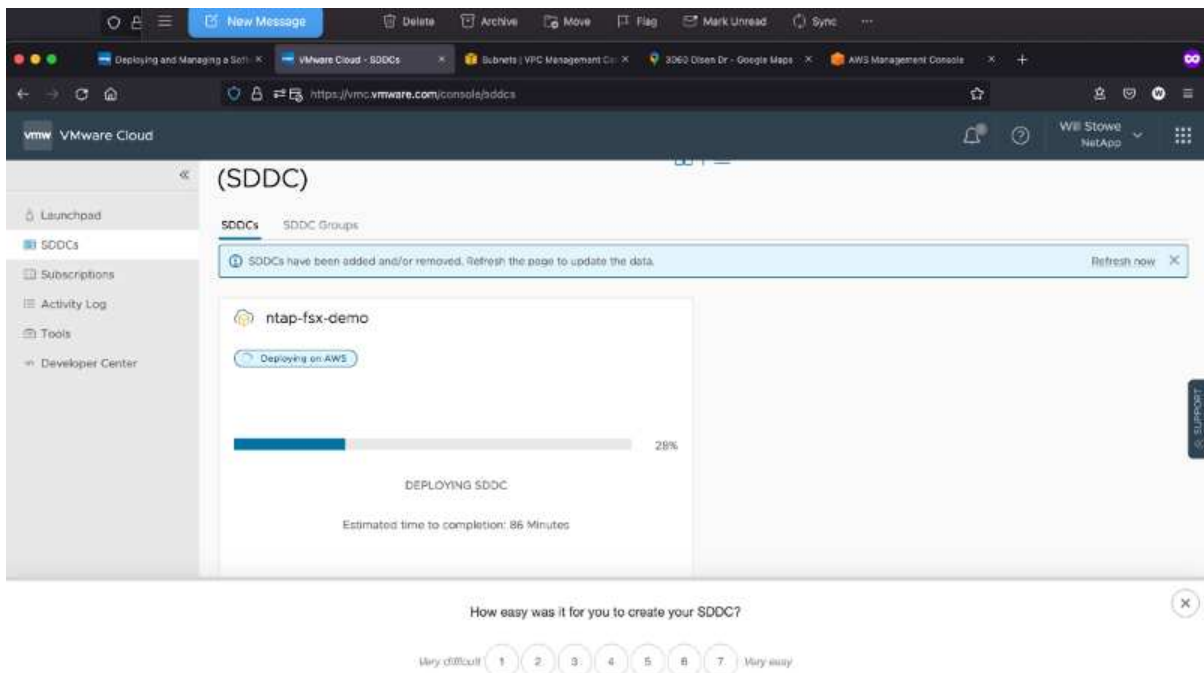 New Message Delete Archive Move Flag Mark Unread Sync ...
Deploying and Managing a VMware Cloud - SDDCs Subnets | VPC Management 3060 Olsen Dr - Google Maps AWS Management Console
https://vmc.vmware.com/console/sddcs
vmw VMware Cloud
Will Stowe
NetApp
(SDDC)
Launchpad
SDDCs
Subscriptions
Activity Log
Tools
Developer Center
SDDCs SDDC Groups
SDDCs have been added and/or removed. Refresh the page to update the data. Refresh now
ntap-fsx-demo
Deploying on AWS
28%
DEPLOYING SDDC
Estimated time to completion: 86 Minutes
SUPPORT
How easy was it for you to create your SDDC?
Very difficult 1 2 3 4 5 6 7 Very easy